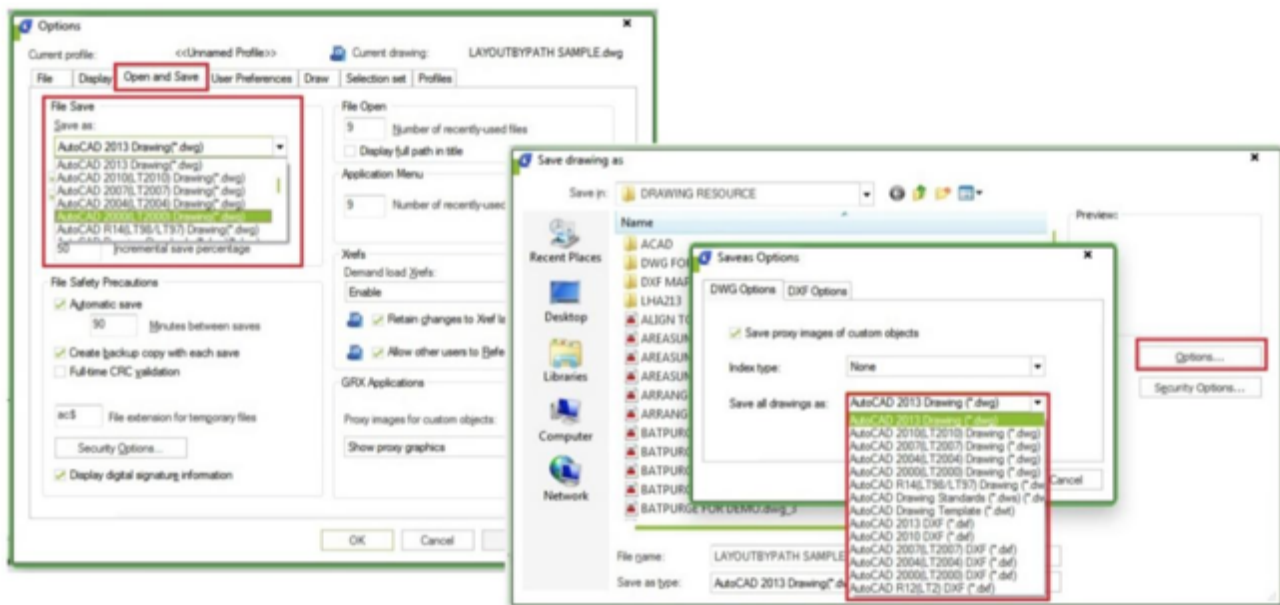 Options
Current profile: <<Unnamed Profile>> Current drawing: LAYOUTBYPATH SAMPLE.dwg
File Display Open and Save User Preferences Draw Selection set Profiles
File Save
Save as:
AutoCAD 2013 Drawing(*.dwg)
AutoCAD 2013 Drawing(*.dwg)
AutoCAD 2010(LT2010) Drawing(*.dwg)
AutoCAD 2007(LT2007) Drawing(*.dwg)
AutoCAD 2004(LT2004) Drawing(*.dwg)
AutoCAD 2000(LT2000) Drawing(*.dwg)
AutoCAD R14(LT98/LT97) Drawing(*.dwg)
50 Incremental save percentage
File Safety Precautions
Automatic save
90 Minutes between saves
Create backup copy with each save
Full-time CRC validation
ac$ File extension for temporary files
Security Options...
Display digital signature information
File Open
9 Number of recently-used files
Display full path in title
Application Menu
9 Number of recently-used
Xrefs
Demand load Xrefs:
Enable
Retain changes to Xref la
Allow other users to Refe
GRX Applications
Proxy images for custom objects:
Show proxy graphics
OK Cancel
Save drawing as
Save in: DRAWING RESOURCE
Recent Places
Desktop
Libraries
Computer
Network
Name
ACAD
DWG FO
DXF MAP
LHA213
ALIGN TO
AREASUM
AREASUM
AREASUM
ARRANG
ARRANG
BATPURG
BATPURG
BATPURG
BATPURG
BATPURGE FOR DEMO.dwg_3
Preview:
Options...
Security Options...
File name: LAYOUTBYPATH SAMPLE
Save as type: AutoCAD 2013 Drawing(*.dw
Saveas Options
DWG Options DXF Options
Save proxy images of custom objects
Index type: None
Save all drawings as: AutoCAD 2013 Drawing (*.dwg)
AutoCAD 2013 Drawing (*.dwg)
AutoCAD 2010(LT2010) Drawing (*.dwg)
AutoCAD 2007(LT2007) Drawing (*.dwg)
AutoCAD 2004(LT2004) Drawing (*.dwg)
AutoCAD 2000(LT2000) Drawing (*.dwg)
AutoCAD R14(LT98/LT97) Drawing (*.dw
AutoCAD Drawing Standards (*.dws) (*.dw
AutoCAD Drawing Template (*.dwt)
AutoCAD 2013 DXF (*.dxf)
AutoCAD 2010 DXF (*.dxf)
AutoCAD 2007(LT2007) DXF (*.dxf)
AutoCAD 2004(LT2004) DXF (*.dxf)
AutoCAD 2000(LT2000) DXF (*.dxf)
AutoCAD R12(LT2) DXF (*.dxf)
Cancel